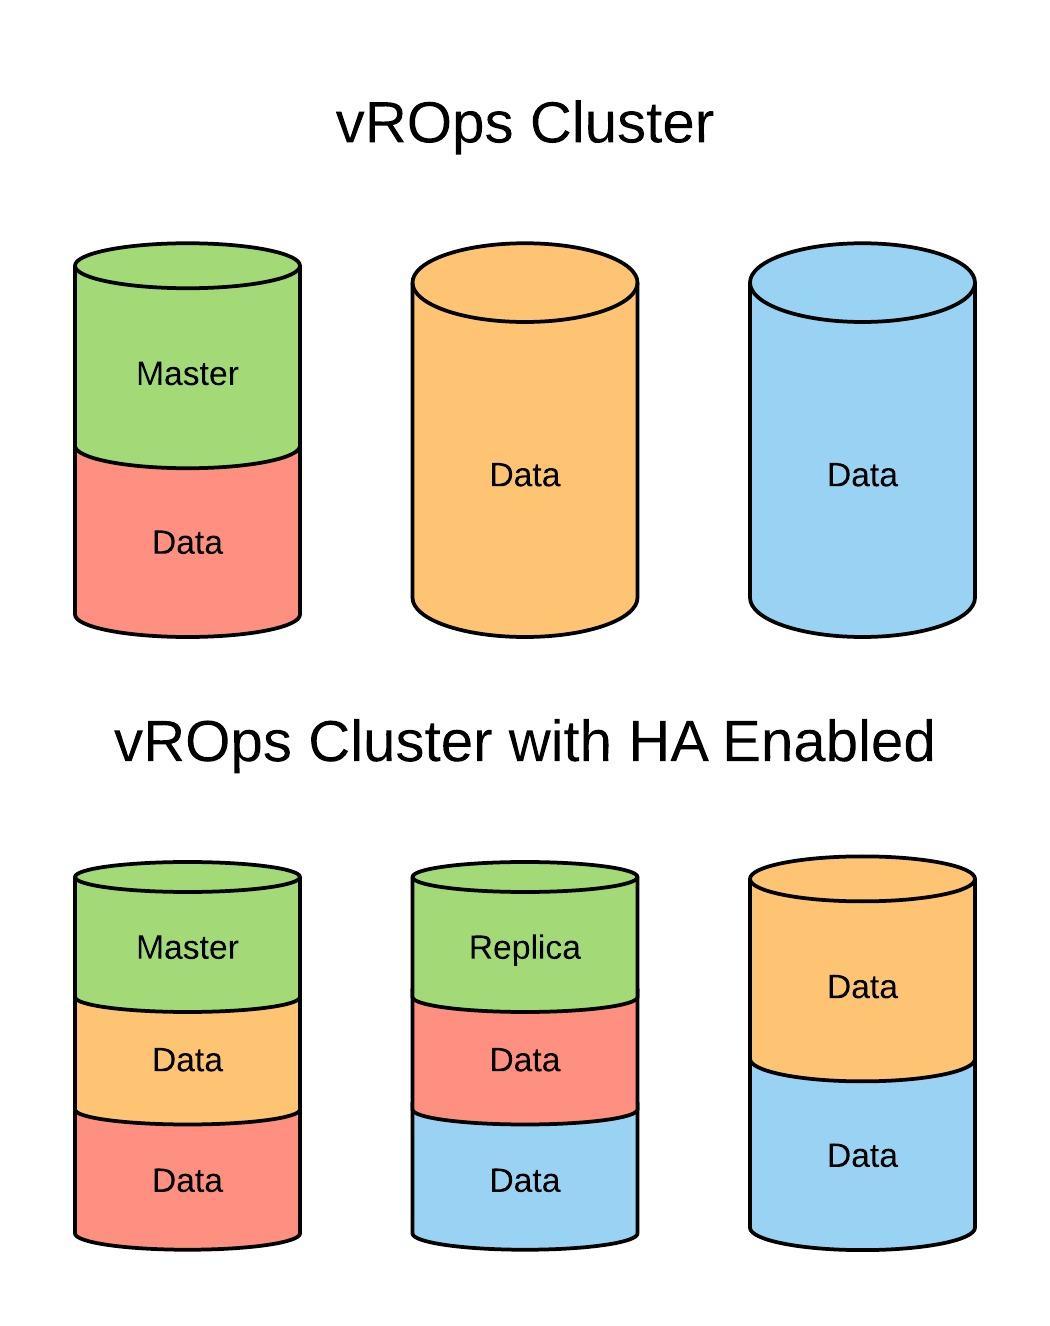 vROps Cluster
Master
Data
Data
Data
vROps Cluster with HA Enabled
Master
Replica
Data
Data
Data
Data
Data
Data